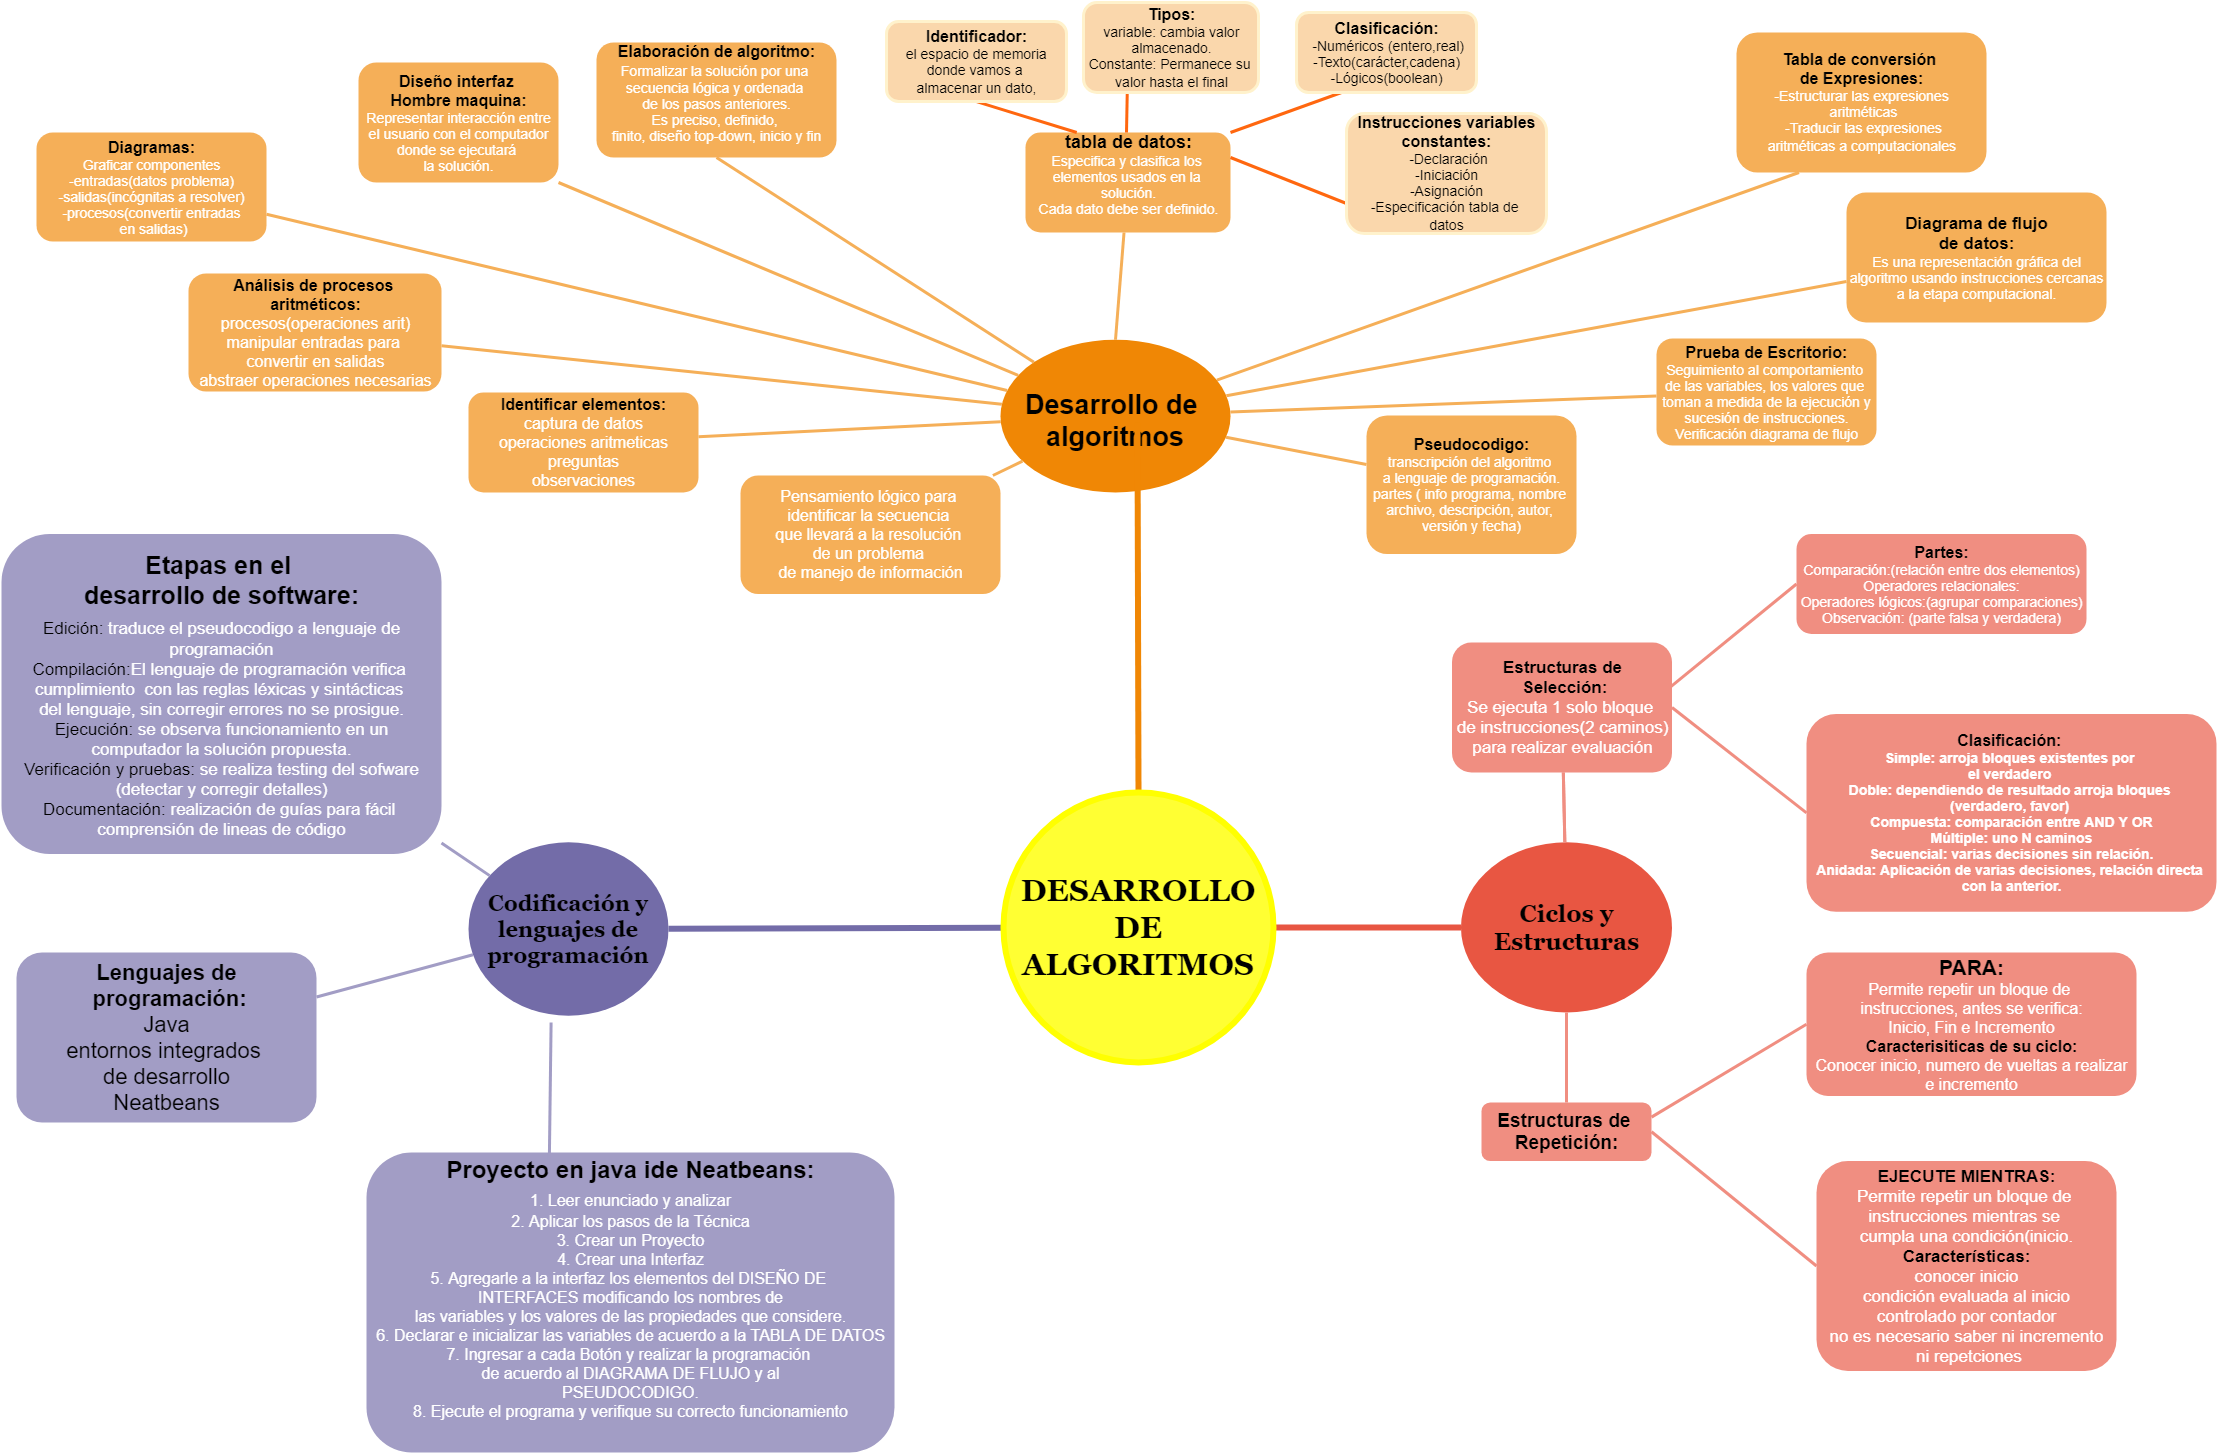 Identificador:
el espacio de memoria
donde vamos a
almacenar un dato,
Tipos:
variable: cambia valor
almacenado.
Constante: Permanece su
valor hasta el final
Clasificación:
-Numéricos (entero,real)
-Texto(carácter,cadena)
-Lógicos(boolean)
Instrucciones variables
constantes:
-Declaración
-Iniciación
-Asignación
-Especificación tabla de
datos
tabla de datos:
Especifica y clasifica los
elementos usados en la
solución.
Cada dato debe ser definido.
Elaboración de algoritmo:
Formalizar la solución por una
secuencia lógica y ordenada
de los pasos anteriores.
Es preciso, definido,
finito, diseño top-down, inicio y fin
Diseño interfaz
Hombre maquina:
Representar interacción entre
el usuario con el computador
donde se ejecutará
la solución.
Diagramas:
Graficar componentes
-entradas(datos problema)
-salidas(incógnitas a resolver)
-procesos(convertir entradas
en salidas)
Análisis de procesos
aritméticos:
procesos(operaciones arit)
manipular entradas para
convertir en salidas
abstraer operaciones necesarias
Identificar elementos:
captura de datos
operaciones aritmeticas
preguntas
observaciones
Pensamiento lógico para
identificar la secuencia
que llevará a la resolución
de un problema
de manejo de información
Desarrollo de
algoritmos
Tabla de conversión
de Expresiones:
-Estructurar las expresiones
aritméticas
-Traducir las expresiones
aritméticas a computacionales
Diagrama de flujo
de datos:
Es una representación gráfica del
algoritmo usando instrucciones cercanas
a la etapa computacional.
Prueba de Escritorio:
Seguimiento al comportamiento
de las variables, los valores que
toman a medida de la ejecución y
sucesión de instrucciones.
Verificación diagrama de flujo
Pseudocodigo:
transcripción del algoritmo
a lenguaje de programación.
partes ( info programa, nombre
archivo, descripción, autor,
versión y fecha)
Etapas en el
desarrollo de software:
Edición: traduce el pseudocodigo a lenguaje de
programación
Compilación:El lenguaje de programación verifica
cumplimiento con las reglas léxicas y sintácticas
del lenguaje, sin corregir errores no se prosigue.
Ejecución: se observa funcionamiento en un
computador la solución propuesta.
Verificación y pruebas: se realiza testing del sofware
(detectar y corregir detalles)
Documentación: realización de guías para fácil
comprensión de lineas de código
Codificación y
lenguajes de
programación
Lenguajes de
programación:
Java
entornos integrados
de desarrollo
Neatbeans
Proyecto en java ide Neatbeans:
1. Leer enunciado y analizar
2. Aplicar los pasos de la Técnica
3. Crear un Proyecto
4. Crear una Interfaz
5. Agregarle a la interfaz los elementos del DISEÑO DE
INTERFACES modificando los nombres de
las variables y los valores de las propiedades que considere.
6. Declarar e inicializar las variables de acuerdo a la TABLA DE DATOS
7. Ingresar a cada Botón y realizar la programación
de acuerdo al DIAGRAMA DE FLUJO y al
PSEUDOCODIGO.
8. Ejecute el programa y verifique su correcto funcionamiento
DESARROLLO
DE
ALGORITMOS
Ciclos y
Estructuras
Estructuras de
Selección:
Se ejecuta 1 solo bloque
de instrucciones(2 caminos)
para realizar evaluación
Partes:
Comparación:(relación entre dos elementos)
Operadores relacionales:
Operadores lógicos:(agrupar comparaciones)
Observación: (parte falsa y verdadera)
Clasificación:
Simple: arroja bloques existentes por
el verdadero
Doble: dependiendo de resultado arroja bloques
(verdadero, favor)
Compuesta: comparación entre AND Y OR
Múltiple: uno N caminos
Secuencial: varias decisiones sin relación.
Anidada: Aplicación de varias decisiones, relación directa
con la anterior.
Estructuras de
Repetición:
PARA:
Permite repetir un bloque de
instrucciones, antes se verifica:
Inicio, Fin e Incremento
Caracterisiticas de su ciclo:
Conocer inicio, numero de vueltas a realizar
e incremento
EJECUTE MIENTRAS:
Permite repetir un bloque de
instrucciones mientras se
cumpla una condición(inicio.
Características:
conocer inicio
condición evaluada al inicio
controlado por contador
no es necesario saber ni incremento
ni repetciones